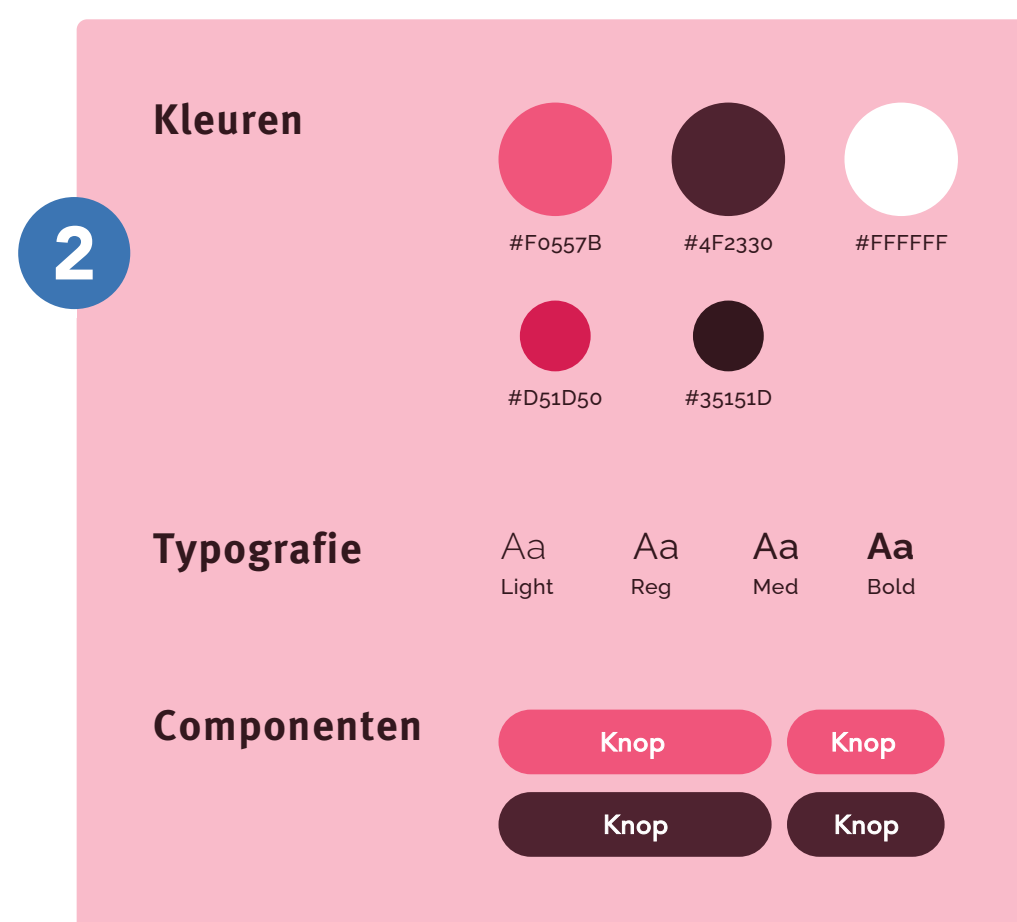 Kleuren
2
#F0557B #4F2330 #FFFFFF
#D51D50 #35151D
Typografie
Aa Aa Aa Aa
Light Reg Med Bold
Componenten
Knop Knop
Knop Knop